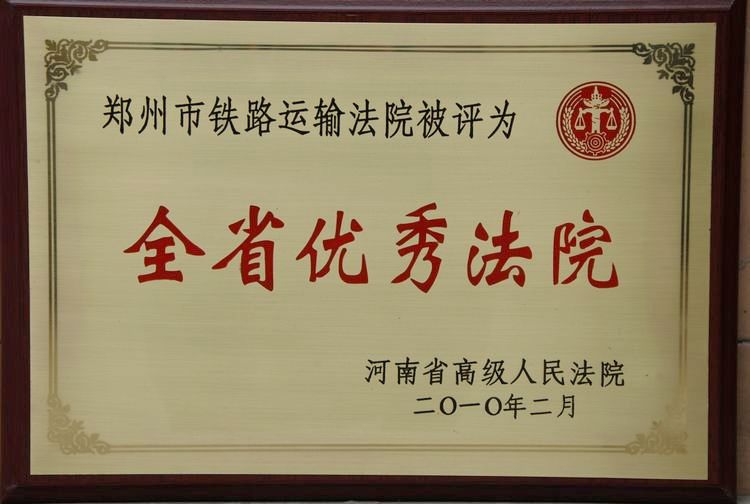 郑州市铁路运输法院被评为
全省优秀法院
河南省高级人民法院
二〇一〇年二月